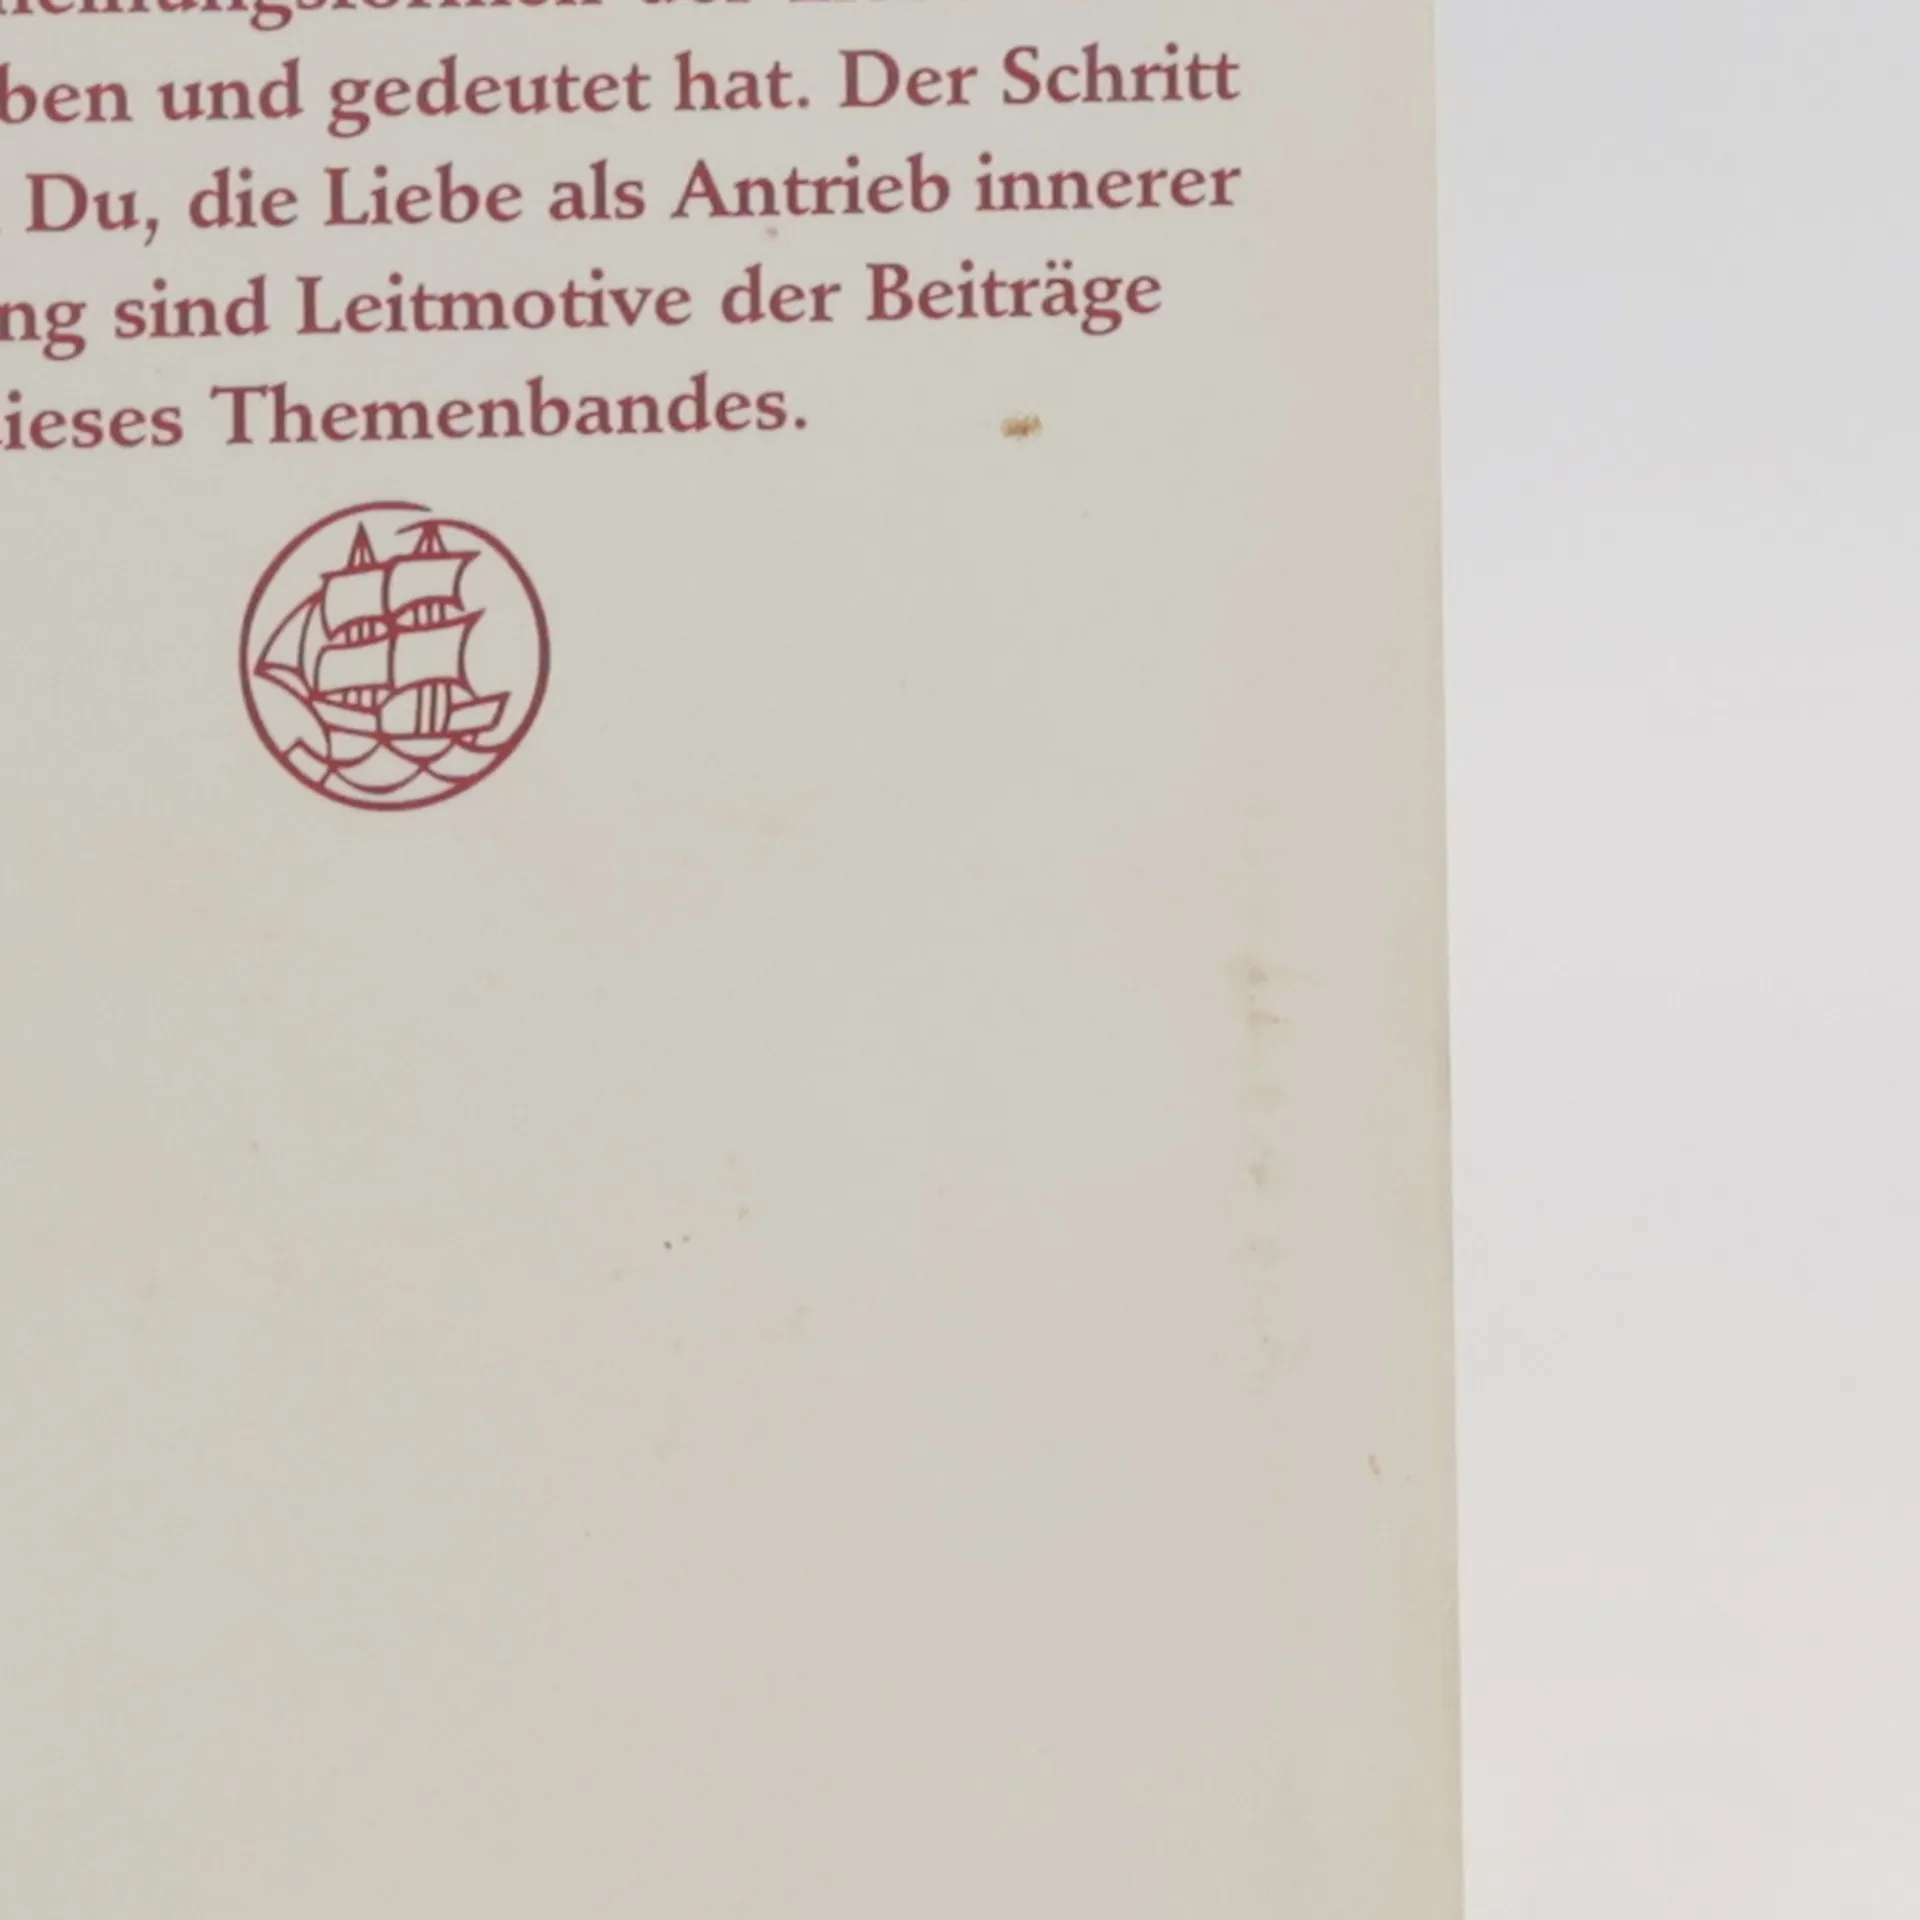 ben und gedeutet hat. Der Schritt
Du, die Liebe als Antrieb innerer
ng sind Leitmotive der Beiträge
ieses Themenbandes.